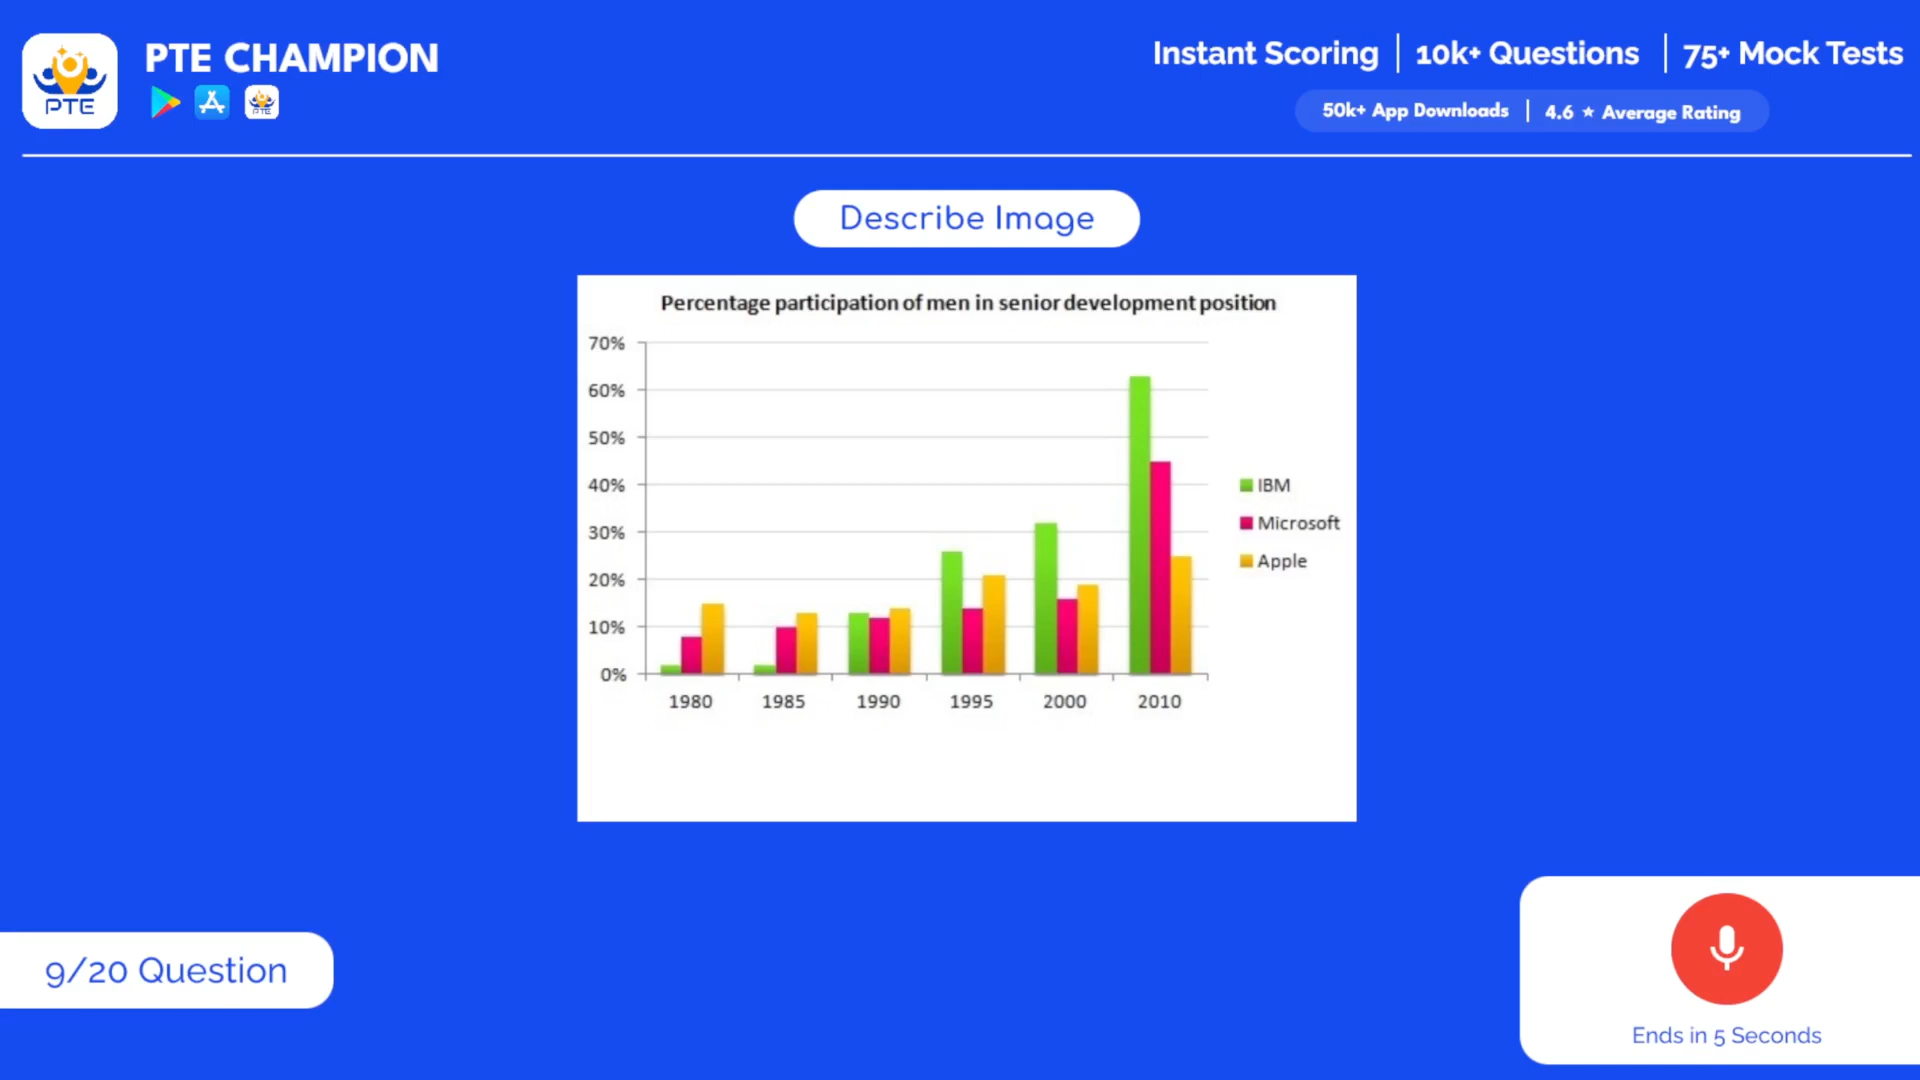 PTE CHAMPION
PTE
PTE
Instant Scoring | 10k+ Questions | 75+ Mock Tests
50k+ App Downloads | 4.6 ★ Average Rating
Describe Image
Percentage participation of men in senior development position
70%
60%
50%
40%
30%
20%
10%
0%
1980 1985 1990 1995 2000 2010
IBM
Microsoft
Apple
9/20 Question
Ends in 5 Seconds